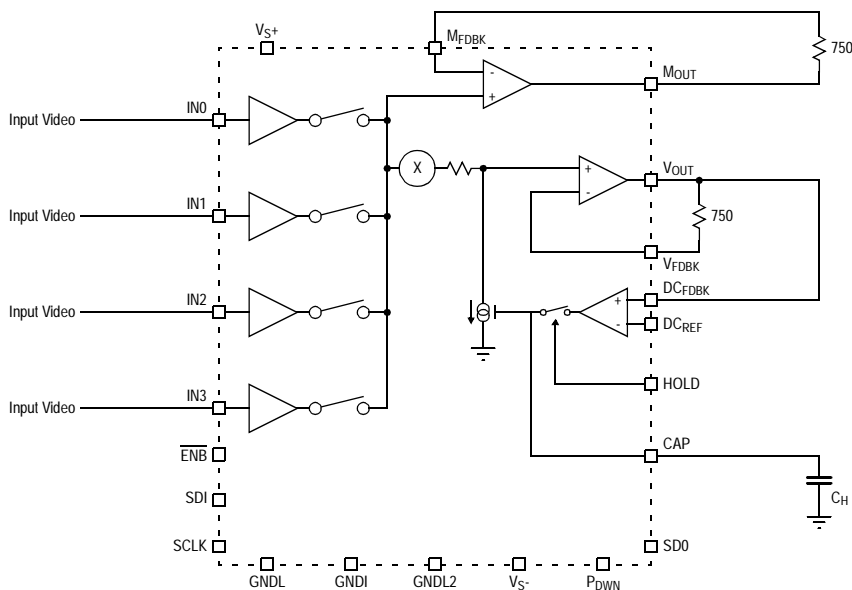 VS+
MFDBK
750
MOUT
IN0
Input Video
-
+
X
+
-
VOUT
IN1
Input Video
750
VFDBK
DCFDBK
IN2
Input Video
+
-
DCREF
HOLD
IN3
Input Video
CAP
ENB
CH
SDI
SCLK
SD0
GNDL
GNDI
GNDL2
VS-
PDWN